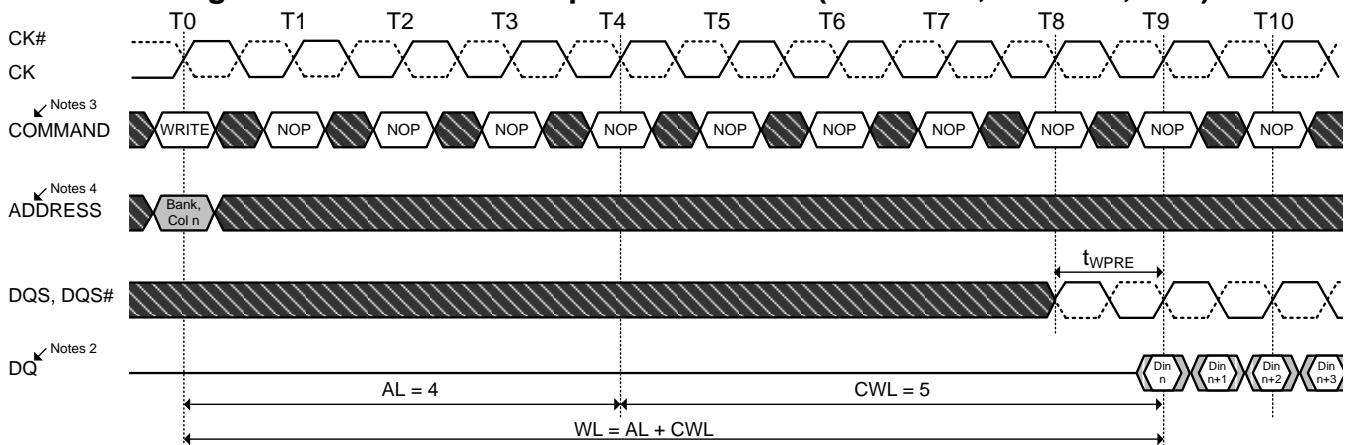 T0 T1 T2 T3 T4 T5 T6 T7 T8 T9 T10
CK#
CK
Notes 3
COMMAND WRITE NOP NOP NOP NOP NOP NOP NOP NOP NOP NOP
Notes 4
ADDRESS
Bank,
Col n
tWPRE
DQS, DQS#
Notes 2
DQ
Din
n
Din
n+1
Din
n+2
Din
n+3
AL = 4 CWL = 5
WL = AL + CWL